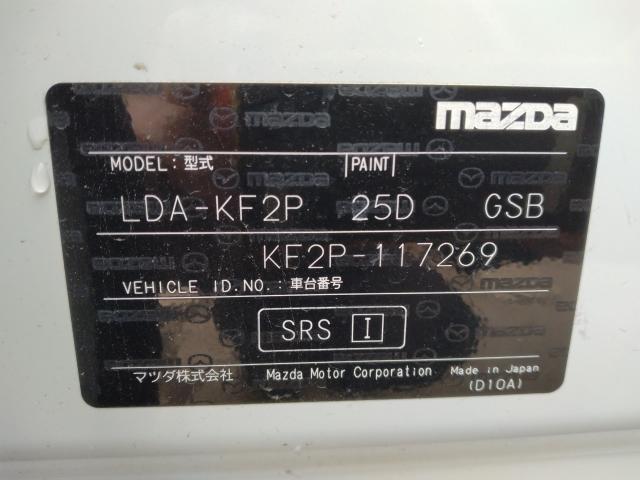 mazda
MODEL: 型式 PAINT
LDA-KF2P 25D GSB
KF2P-117269
VEHICLE ID.NO.: 車台番号
SRS I
マツダ株式会社 Mazda Motor Corporation Made in Japan
(D10A)